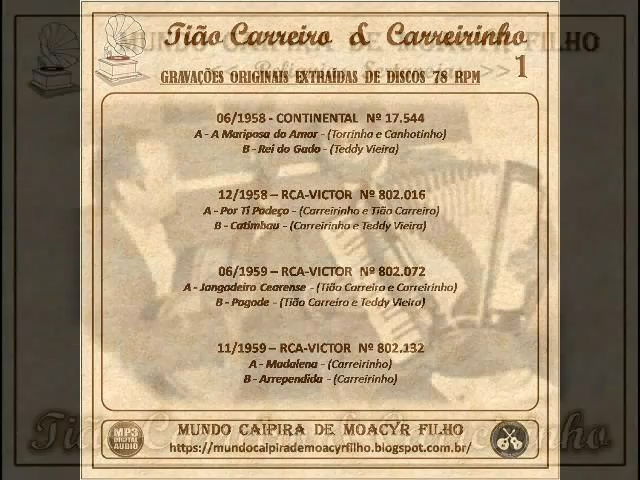 Tião Carreiro & Carreirinho
GRAVAÇÕES ORIGINAIS EXTRAÍDAS DE DISCOS 78 RPM
1
06/1958 - CONTINENTAL Nº 17.544
A - A Mariposa do Amor - (Torrinha e Canhotinho)
B - Rei do Gado - (Teddy Vieira)
12/1958 – RCA-VICTOR Nº 802.016
A - Por Ti Padeço - (Carreirinho e Tião Carreiro)
B - Catimbau - (Carreirinho e Teddy Vieira)
06/1959 – RCA-VICTOR Nº 802.072
A - Jangadeiro Cearense - (Tião Carreiro e Carreirinho)
B - Pagode - (Tião Carreiro e Teddy Vieira)
11/1959 – RCA-VICTOR Nº 802.132
A - Madalena - (Carreirinho)
B - Arrependida - (Carreirinho)
MP3
DIGITAL
AUDIO
MUNDO CAIPIRA DE MOACYR FILHO
https://mundocaipirademoacyrfilho.blogspot.com.br/